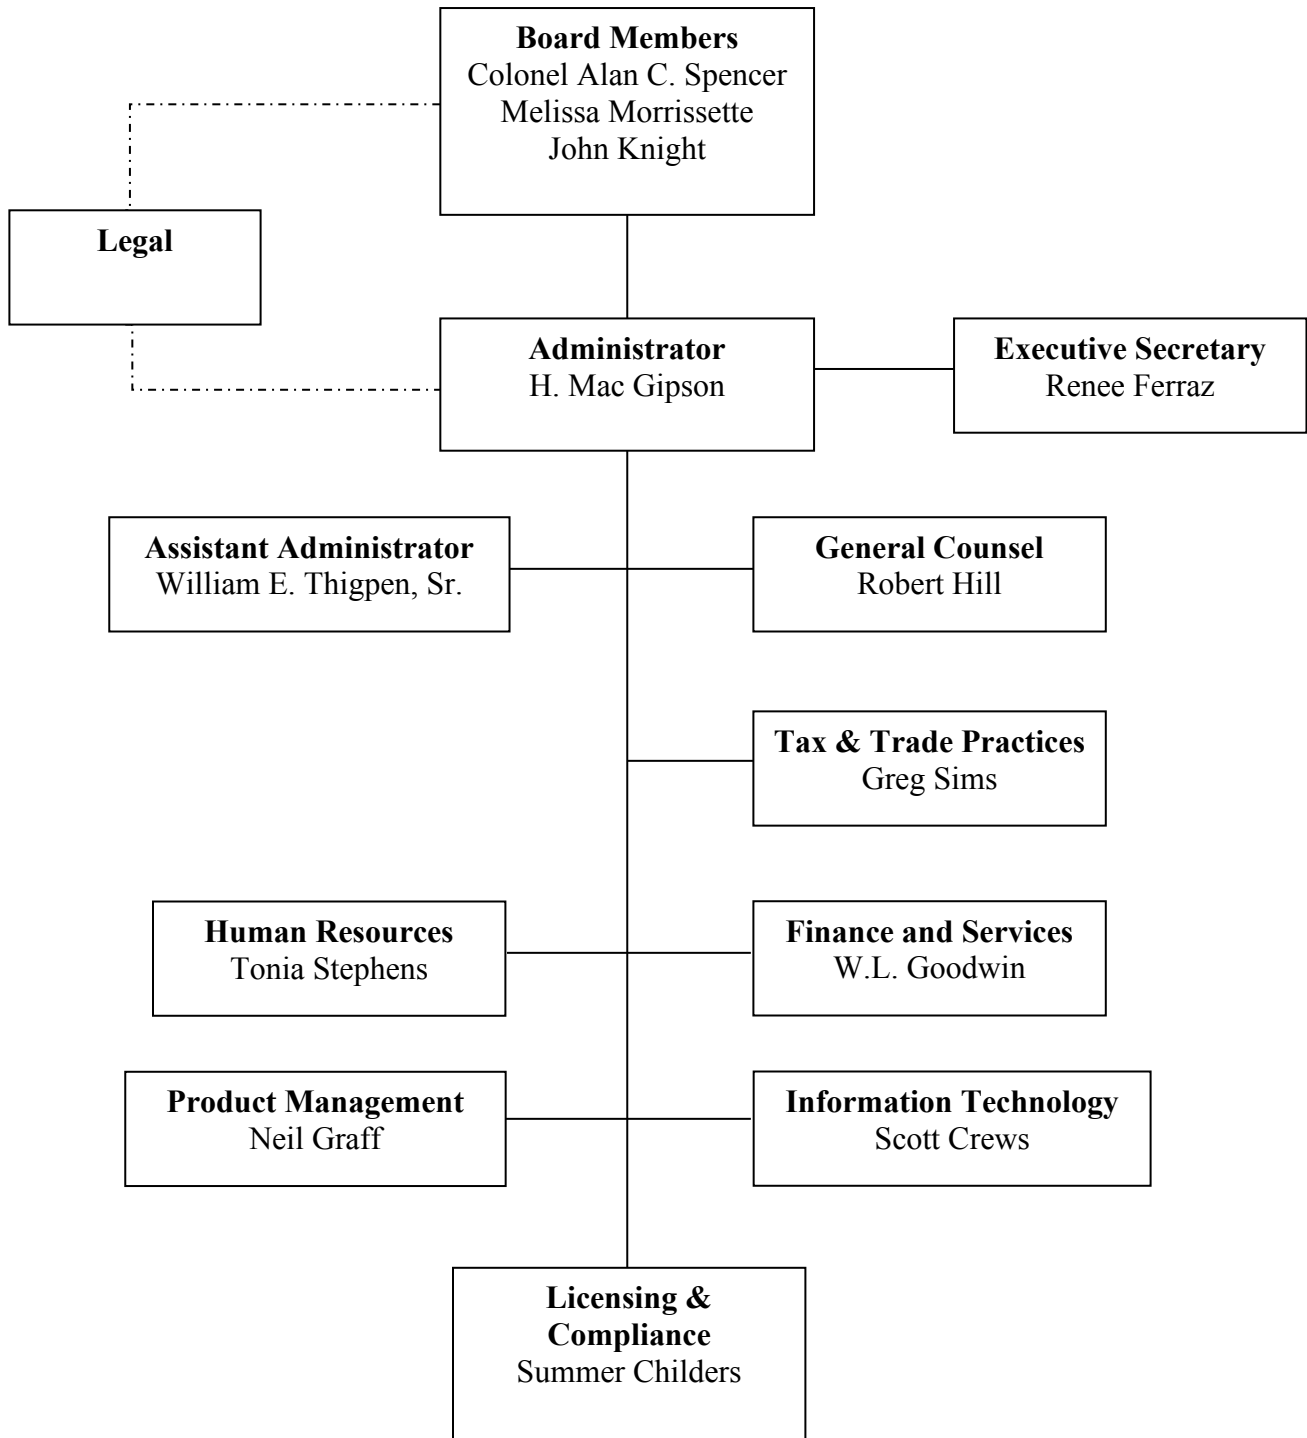 Board Members
Colonel Alan C. Spencer
Melissa Morrissette
John Knight
Legal
Administrator
H. Mac Gipson
Executive Secretary
Renee Ferraz
Assistant Administrator
William E. Thigpen, Sr.
General Counsel
Robert Hill
Tax & Trade Practices
Greg Sims
Human Resources
Tonia Stephens
Finance and Services
W.L. Goodwin
Product Management
Neil Graff
Information Technology
Scott Crews
Licensing &
Compliance
Summer Childers